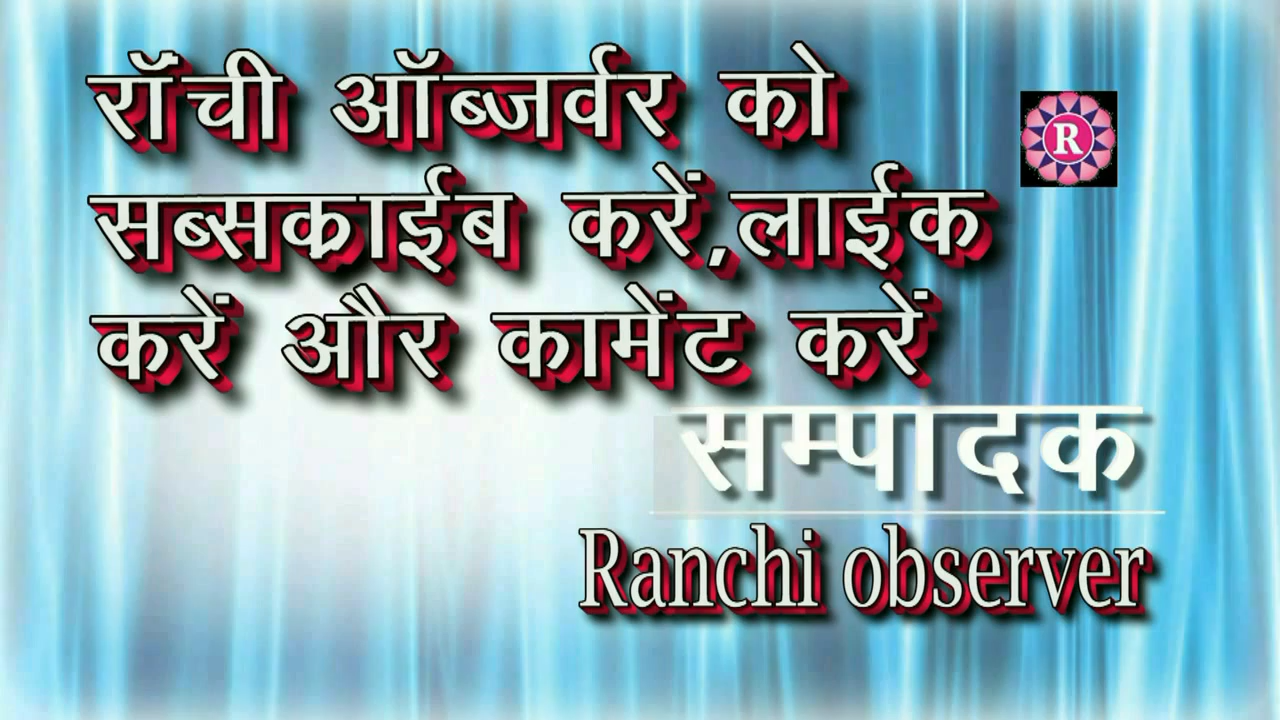 रॉची ऑब्जर्वर को
R
सब्सक्राईब करें,लाईक
करें और कामेंट करें
सम्पादक
Ranchi observer